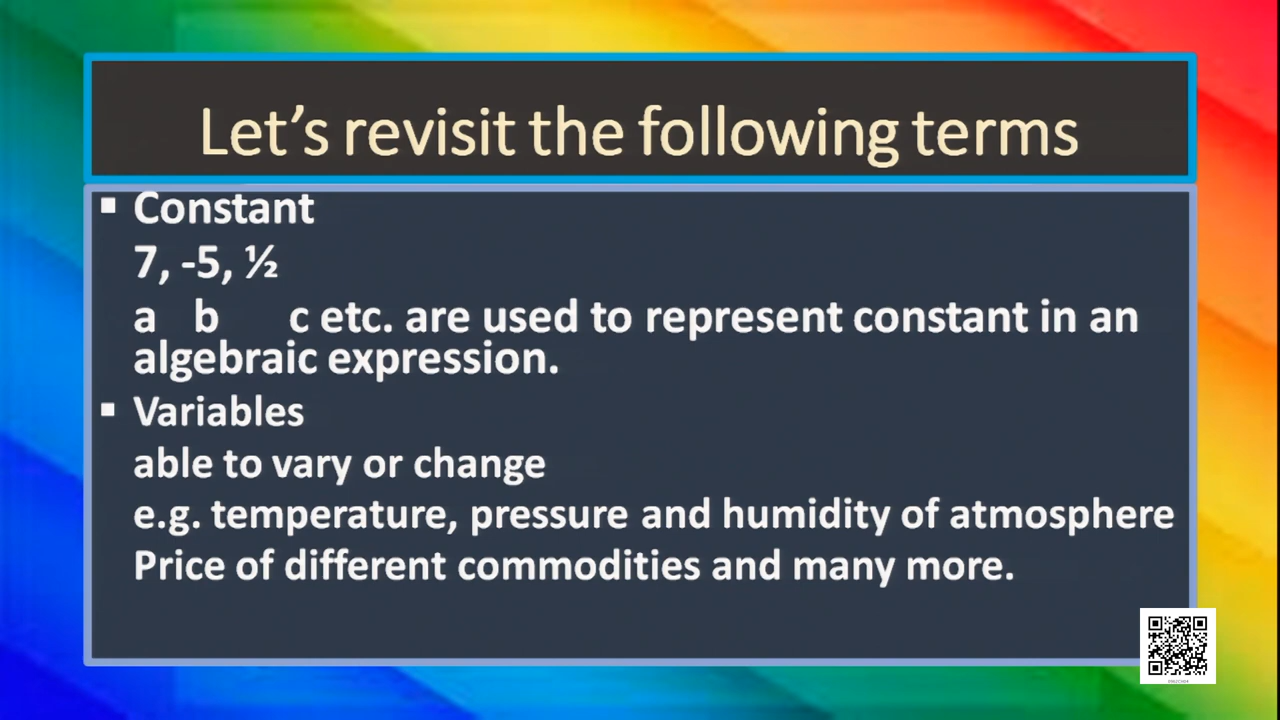 Let's revisit the following terms
▪ Constant
7, -5, ½
a b c etc. are used to represent constant in an
algebraic expression.
▪ Variables
able to vary or change
e.g. temperature, pressure and humidity of atmosphere
Price of different commodities and many more.